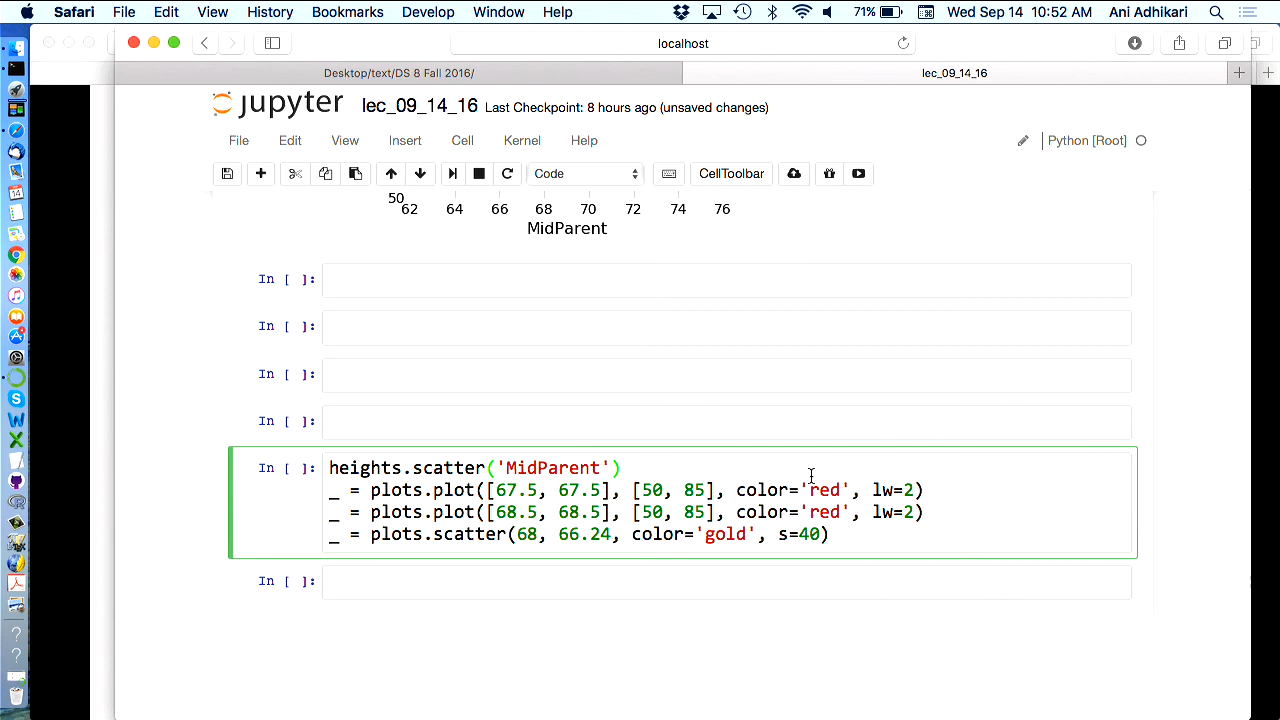 Safari File Edit View History Bookmarks Develop Window Help 71% Wed Sep 14 10:52 AM Ani Adhikari
localhost
Desktop/text/DS 8 Fall 2016/ lec_09_14_16
jupyter lec_09_14_16 Last Checkpoint: 8 hours ago (unsaved changes)
File Edit View Insert Cell Kernel Help Python [Root]
Code CellToolbar
50
62 64 66 68 70 72 74 76
MidParent
In [ ]:
In [ ]:
In [ ]:
In [ ]:
In [ ]: heights.scatter('MidParent')
_ = plots.plot([67.5, 67.5], [50, 85], color='red', lw=2)
_ = plots.plot([68.5, 68.5], [50, 85], color='red', lw=2)
_ = plots.scatter(68, 66.24, color='gold', s=40)
In [ ]: